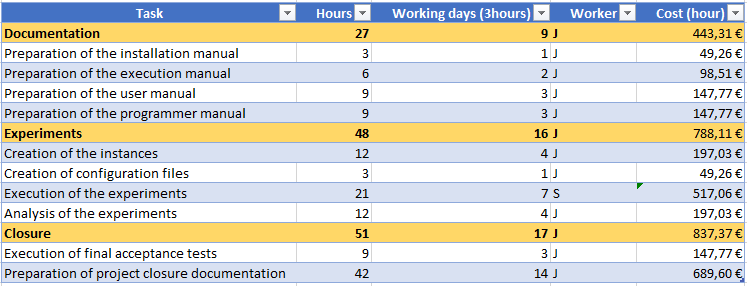 Task Hours Working days (3hours) Worker Cost (hour)
Documentation 27 9 J 443,31 €
Preparation of the installation manual 3 1 J 49,26 €
Preparation of the execution manual 6 2 J 98,51 €
Preparation of the user manual 9 3 J 147,77 €
Preparation of the programmer manual 9 3 J 147,77 €
Experiments 48 16 J 788,11 €
Creation of the instances 12 4 J 197,03 €
Creation of configuration files 3 1 J 49,26 €
Execution of the experiments 21 7 S 517,06 €
Analysis of the experiments 12 4 J 197,03 €
Closure 51 17 J 837,37 €
Execution of final acceptance tests 9 3 J 147,77 €
Preparation of project closure documentation 42 14 J 689,60 €